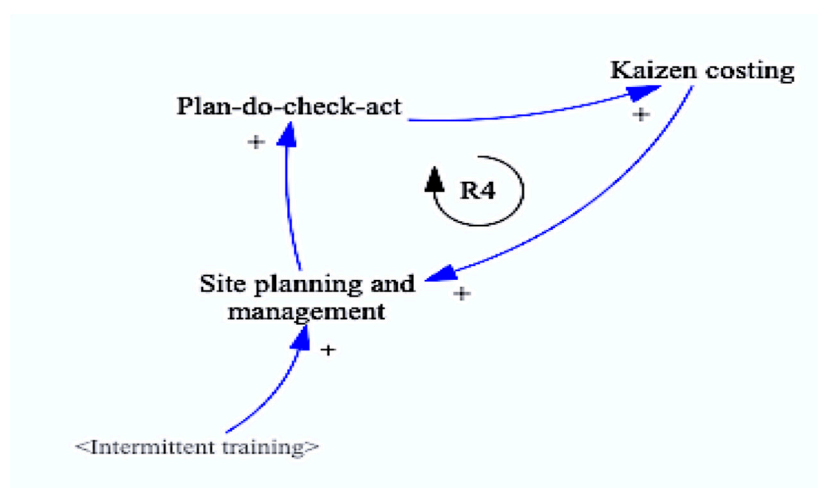 Kaizen costing
Plan-do-check-act
+
+
R4
Site planning and
management
+
+
<Intermittent training>